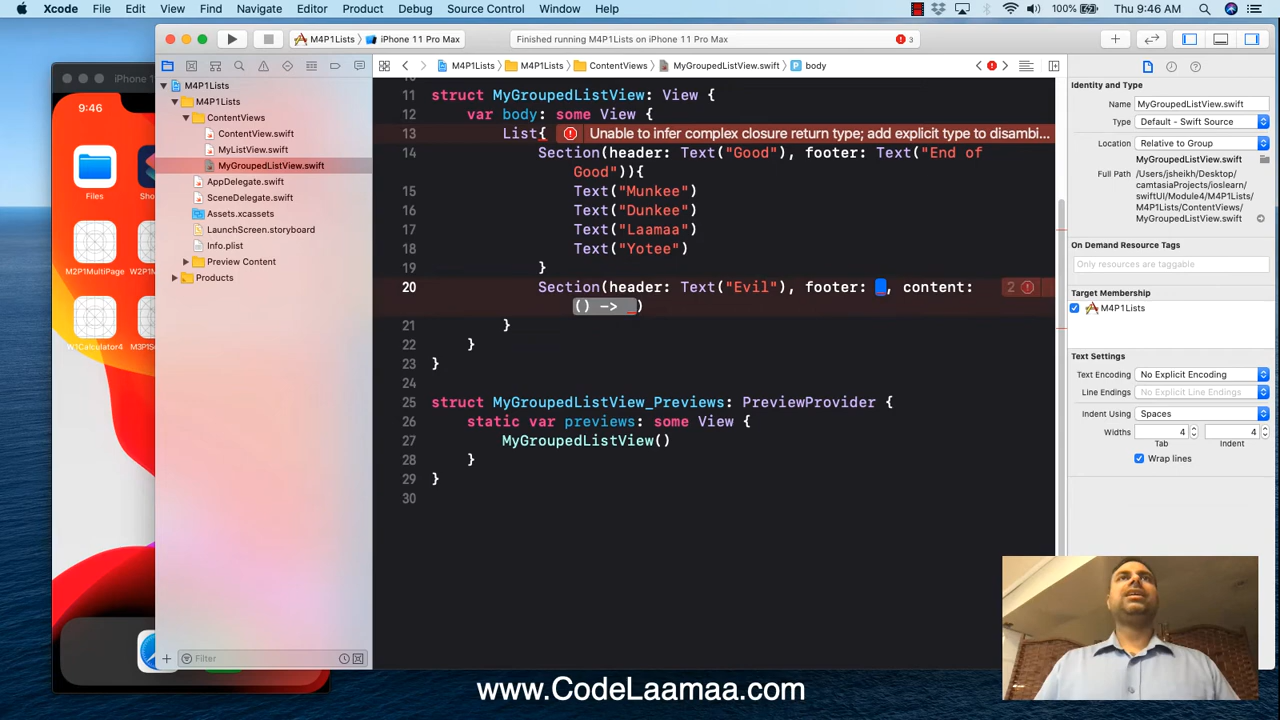 Xcode File Edit View Find Navigate Editor Product Debug Source Control Window Help 100% Thu 9:46 AM
M4P1Lists iPhone 11 Pro Max Finished running M4P1Lists on iPhone 11 Pro Max 3
M4P1Lists M4P1Lists ContentViews MyGroupedListView.swift body
iPhone 1
9:46
Files
Sho
M2P1MultiPage
W2P1
W1Calculator4
M3P1S
M4P1Lists
M4P1Lists
ContentViews
ContentView.swift
MyListView.swift
MyGroupedListView.swift
AppDelegate.swift
SceneDelegate.swift
Assets.xcassets
LaunchScreen.storyboard
Info.plist
Preview Content
Products
Filter
11 struct MyGroupedListView: View {
12 var body: some View {
13 List{ Unable to infer complex closure return type; add explicit type to disambi...
14 Section(header: Text("Good"), footer: Text("End of
Good")){
15 Text("Munkee")
16 Text("Dunkee")
17 Text("Laamaa")
18 Text("Yotee")
19 }
20 Section(header: Text("Evil"), footer: _, content: 2
() -> _)
21 }
22 }
23 }
24
25 struct MyGroupedListView_Previews: PreviewProvider {
26 static var previews: some View {
27 MyGroupedListView()
28 }
29 }
30
Identity and Type
Name MyGroupedListView.swift
Type Default - Swift Source
Location Relative to Group
MyGroupedListView.swift
Full Path /Users/jsheikh/Desktop/
camtasiaProjects/ioslearn/
swiftUI/Module4/M4P1Lists/
M4P1Lists/ContentViews/
MyGroupedListView.swift
On Demand Resource Tags
Only resources are taggable
Target Membership
M4P1Lists
Text Settings
Text Encoding No Explicit Encoding
Line Endings No Explicit Line Endings
Indent Using Spaces
Widths 4 4
Tab Indent
Wrap lines
www.CodeLaamaa.com